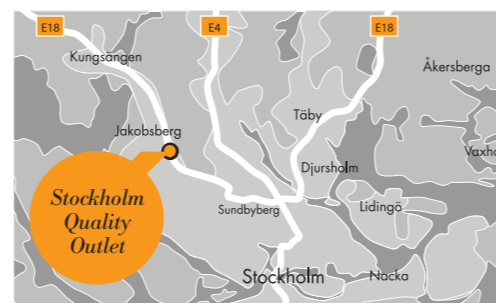 E18
E4
E18
Kungsängen
Åkersberga
Täby
Jakobsberg
Vaxho
Djursholm
Stockholm
Quality
Outlet
Sundbyberg
Lidingö
Stockholm
Nacka